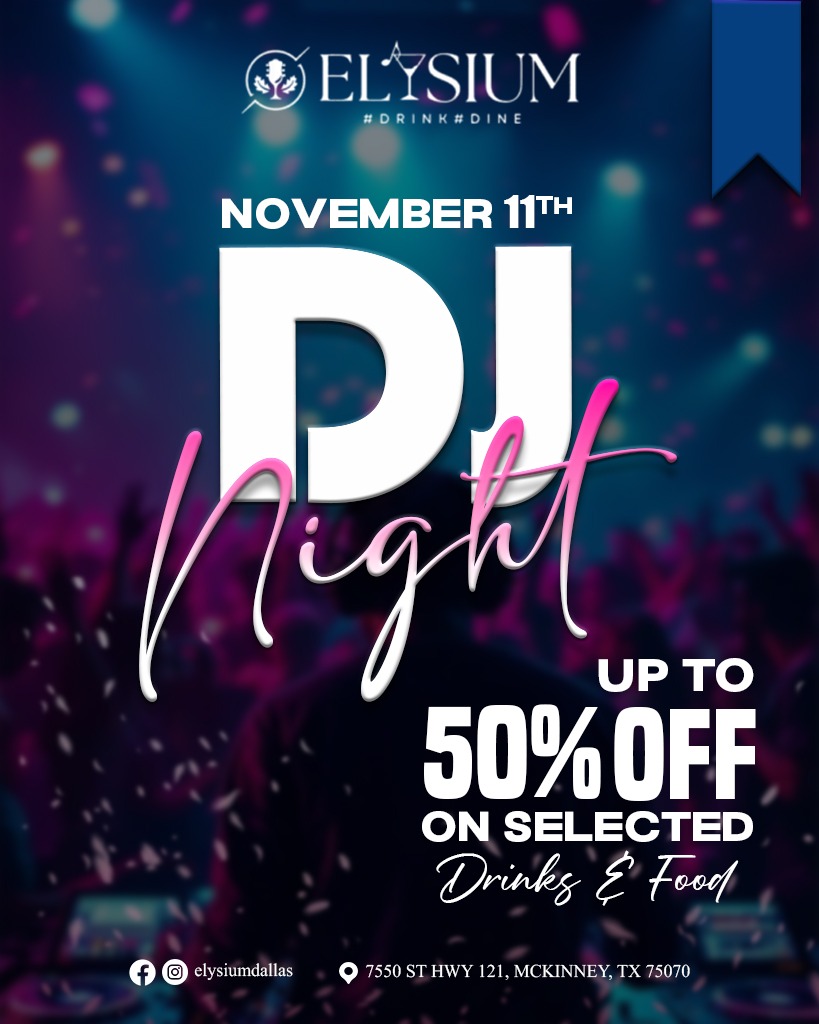 ELYSIUM
#DRINK#DINE
NOVEMBER 11TH
DJ
Night
UP TO
50% OFF
ON SELECTED
Drinks & Food
elysiumdallas
7550 ST HWY 121, MCKINNEY, TX 75070